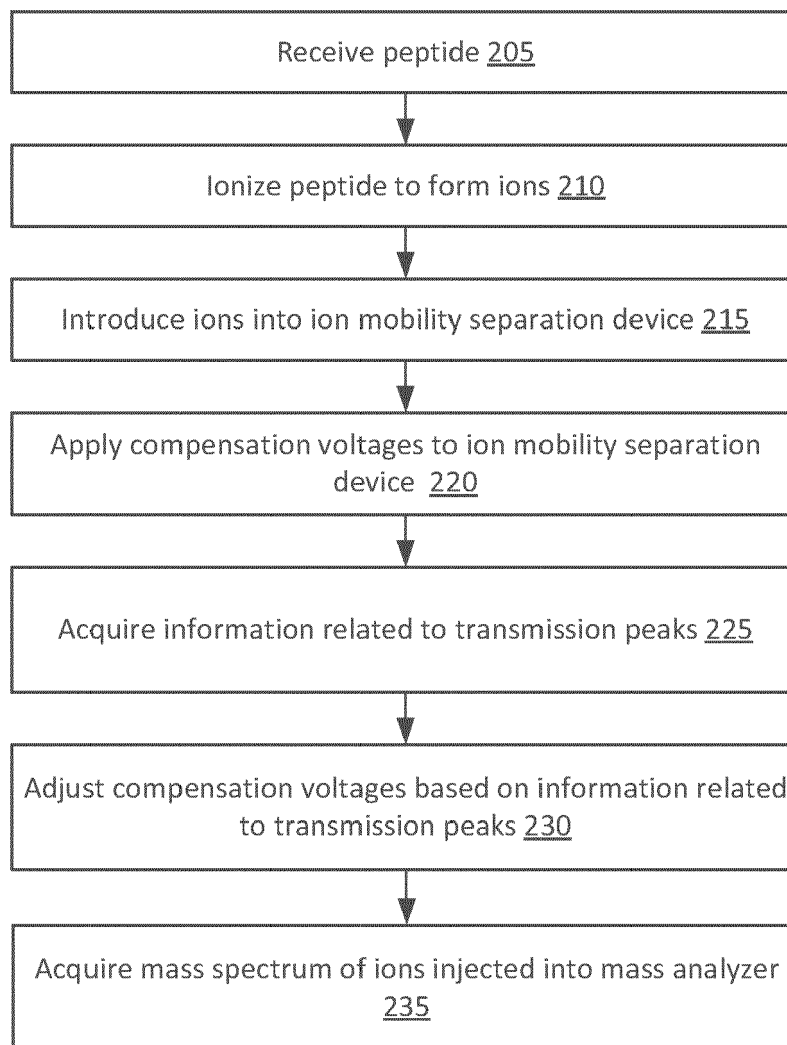 Receive peptide 205
Ionize peptide to form ions 210
Introduce ions into ion mobility separation device 215
Apply compensation voltages to ion mobility separation
device 220
Acquire information related to transmission peaks 225
Adjust compensation voltages based on information related
to transmission peaks 230
Acquire mass spectrum of ions injected into mass analyzer
235